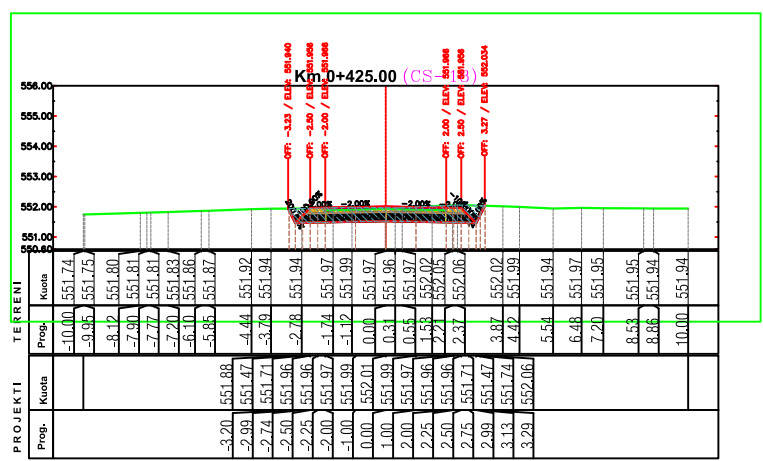 Km 0+425.00 (CS-18)
OFF: -3.23 / ELEV: 551.940
OFF: -2.50 / ELEV: 551.956
OFF: -2.00 / ELEV: 551.966
OFF: 2.00 / ELEV: 551.966
OFF: 2.50 / ELEV: 551.956
OFF: 3.27 / ELEV: 552.034
556.00
555.00
554.00
553.00
552.00
551.00
550.60
-2.00% -2.00%
TERRENI
Kuota 551.74 551.75 551.80 551.81 551.81 551.83 551.86 551.87 551.92 551.94 551.94 551.97 551.99 551.97 551.96 551.97 552.02 552.05 552.06 552.02 551.99 551.94 551.97 551.95 551.95 551.94 551.94
Prog. -10.00 -9.95 -8.12 -7.90 -7.77 -7.20 -6.10 -5.85 -4.44 -3.79 -2.78 -1.74 -1.12 0.00 0.31 0.55 1.53 2.21 2.37 3.87 4.42 5.54 6.48 7.20 8.53 8.86 10.00
PROJEKTI
Kuota 551.88 551.47 551.71 551.96 551.96 551.97 551.99 552.01 551.99 551.97 551.96 551.96 551.71 551.47 551.74 552.06
Prog. -3.20 -2.99 -2.74 -2.50 -2.25 -2.00 -1.00 0.00 1.00 2.00 2.25 2.50 2.75 2.99 3.13 3.29